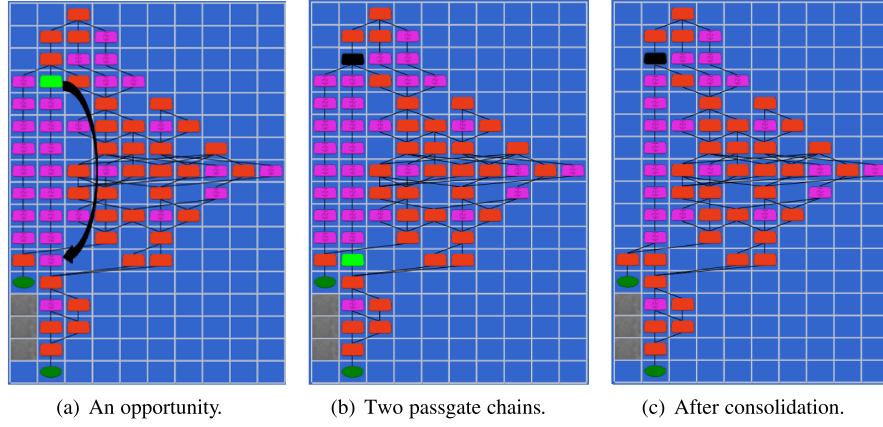 (a) An opportunity.
(b) Two passgate chains.
(c) After consolidation.